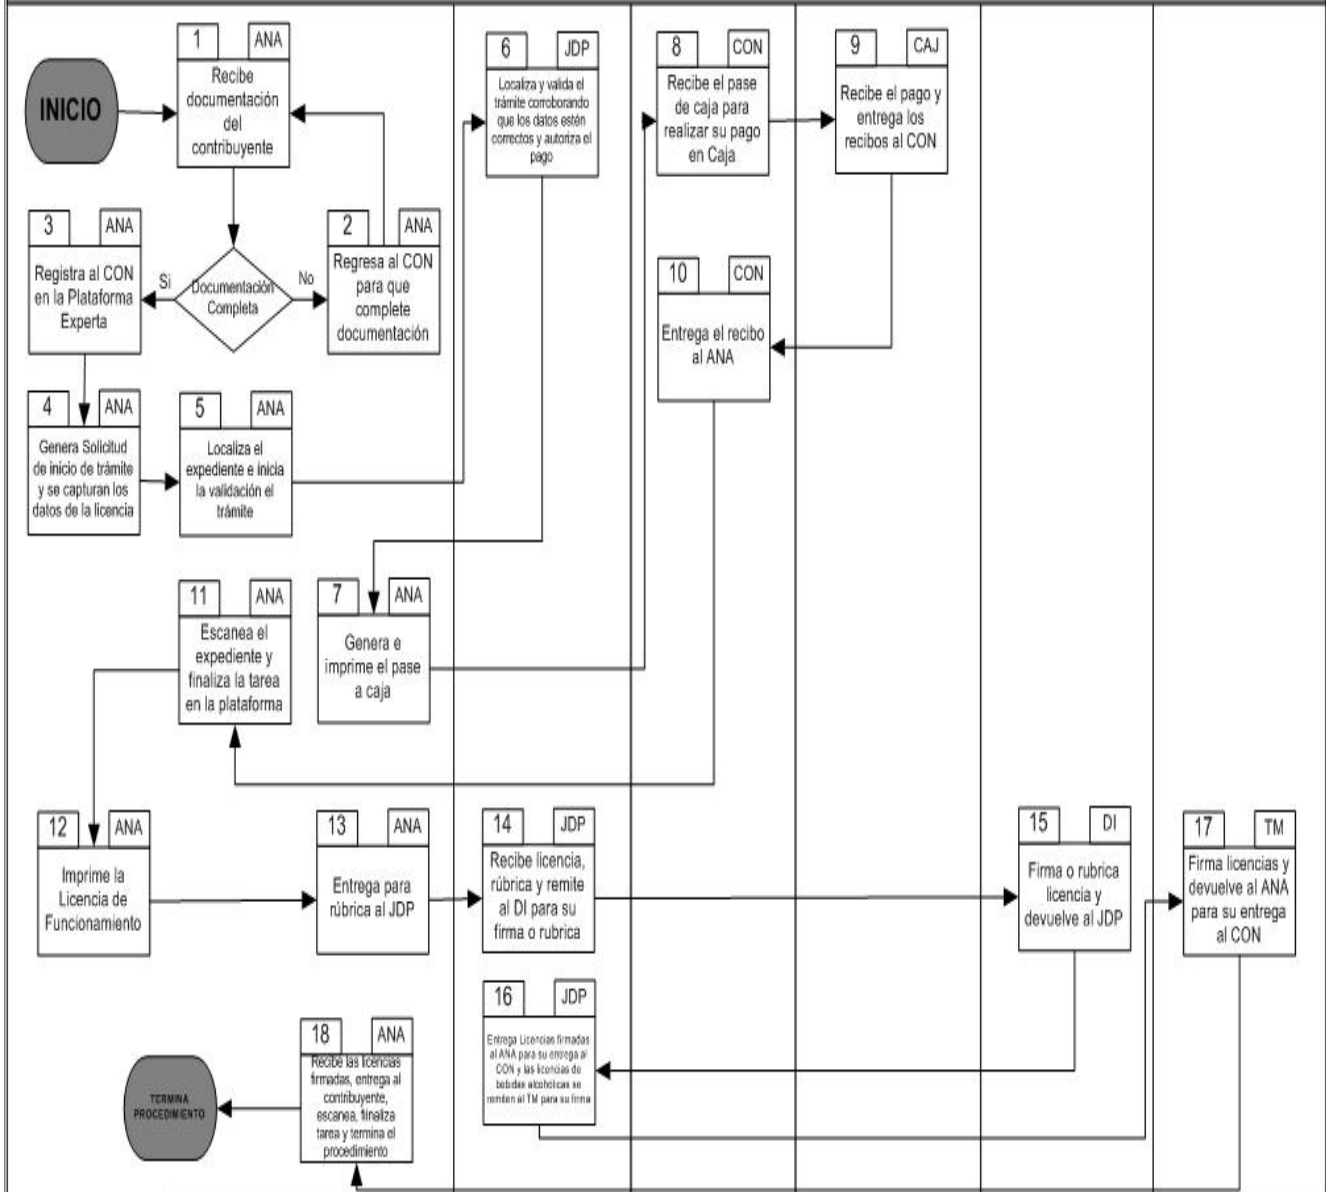 INICIO
1 ANA
Recibe
documentación
del
contribuyente
3 ANA
Registra al CON
en la Plataforma
Experta
Si
Documentación
Completa
No
2 ANA
Regresa al CON
para que
complete
documentación
4 ANA
Genera Solicitud
de inicio de trámite
y se capturan los
datos de la licencia
5 ANA
Localiza el
expediente e inicia
la validación el
trámite
6 JDP
Localiza y valida el
trámite corroborando
que los datos estén
correctos y autoriza el
pago
7 ANA
Genera e
imprime el pase
a caja
8 CON
Recibe el pase
de caja para
realizar su pago
en Caja
9 CAJ
Recibe el pago y
entrega los
recibos al CON
10 CON
Entrega el recibo
al ANA
11 ANA
Escanea el
expediente y
finaliza la tarea
en la plataforma
12 ANA
Imprime la
Licencia de
Funcionamiento
13 ANA
Entrega para
rúbrica al JDP
14 JDP
Recibe licencia,
rúbrica y remite
al DI para su
firma o rubrica
15 DI
Firma o rubrica
licencia y
devuelve al JDP
16 JDP
Entrega Licencias firmadas
al ANA para su entrega al
CON y las licencias de
bebidas alcohólicas se
remiten al TM para su firma
17 TM
Firma licencias y
devuelve al ANA
para su entrega
al CON
18 ANA
Recibe las licencias
firmadas, entrega al
contribuyente,
escanea, finaliza
tarea y termina el
procedimiento
TERMINA
PROCEDIMIENTO